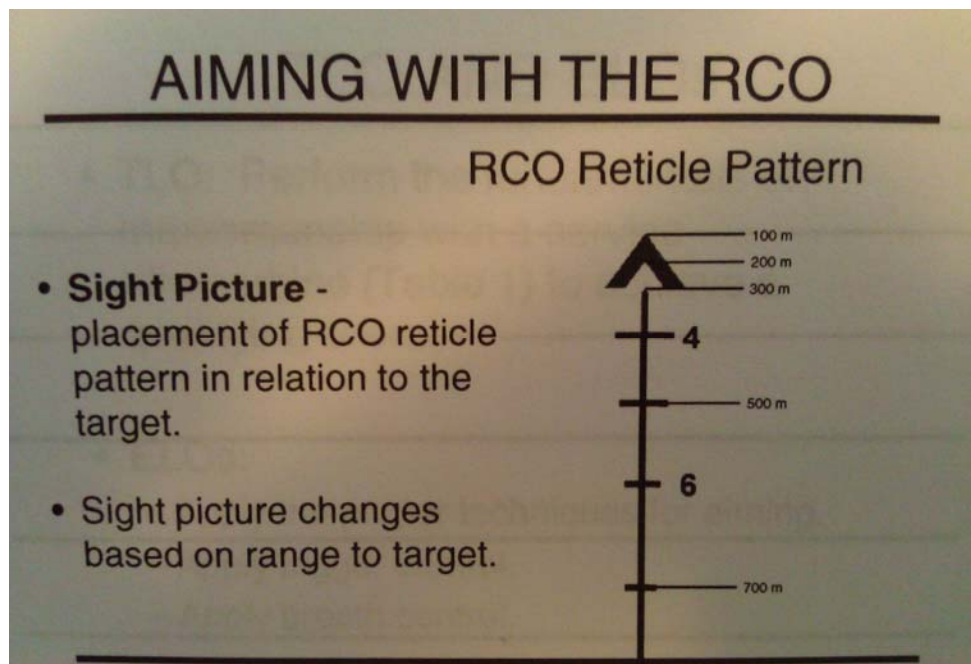 AIMING WITH THE RCO
RCO Reticle Pattern
100 m
200 m
300 m
• Sight Picture -
placement of RCO reticle
pattern in relation to the
target.
4
500 m
6
• Sight picture changes
based on range to target.
700 m